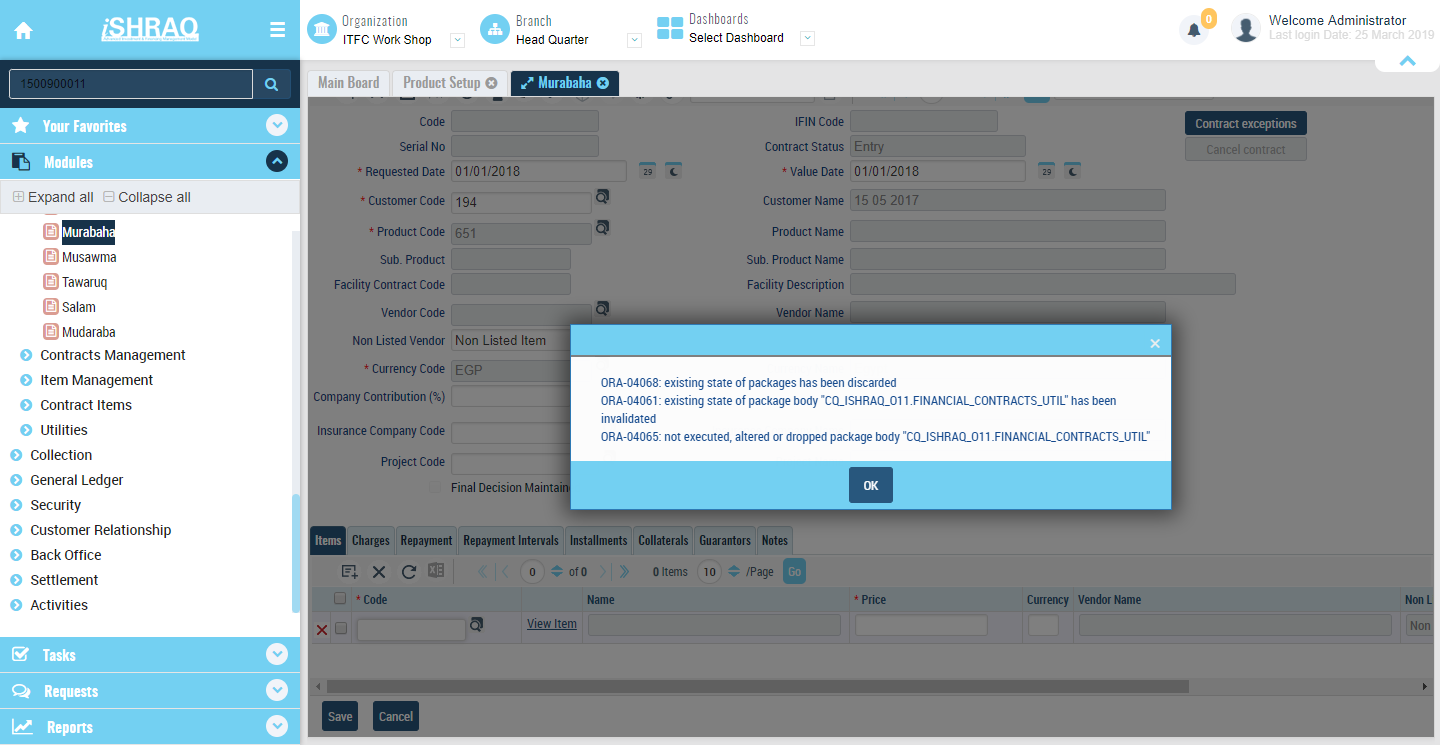 iSHRAQ
Organization
ITFC Work Shop
Branch
Head Quarter
Dashboards
Select Dashboard
0
Welcome Administrator
Last login Date: 25 March 2019
1500900011
Main Board
Product Setup
Murabaha
Your Favorites
Modules
Expand all
Collapse all
Murabaha
Musawma
Tawaruq
Salam
Mudaraba
Contracts Management
Item Management
Contract Items
Utilities
Collection
General Ledger
Security
Customer Relationship
Back Office
Settlement
Activities
Tasks
Requests
Reports
Code
IFIN Code
Contract exceptions
Serial No
Contract Status
Entry
Cancel contract
* Requested Date
01/01/2018
29
* Value Date
01/01/2018
29
* Customer Code
194
Customer Name
15 05 2017
* Product Code
651
Product Name
Sub. Product
Sub. Product Name
Facility Contract Code
Facility Description
Vendor Code
Vendor Name
Non Listed Vendor
Non Listed Item
* Currency Code
EGP
Company Contribution (%)
Insurance Company Code
Project Code
Final Decision Maintain
ORA-04068: existing state of packages has been discarded
ORA-04061: existing state of package body "CQ_ISHRAQ_O11.FINANCIAL_CONTRACTS_UTIL" has been
invalidated
ORA-04065: not executed, altered or dropped package body "CQ_ISHRAQ_O11.FINANCIAL_CONTRACTS_UTIL"
OK
Items
Charges
Repayment
Repayment Intervals
Installments
Collaterals
Guarantors
Notes
0
of 0
0 Items
10
/Page
Go
* Code
Name
* Price
Currency
Vendor Name
Non L
View Item
Non
Save
Cancel